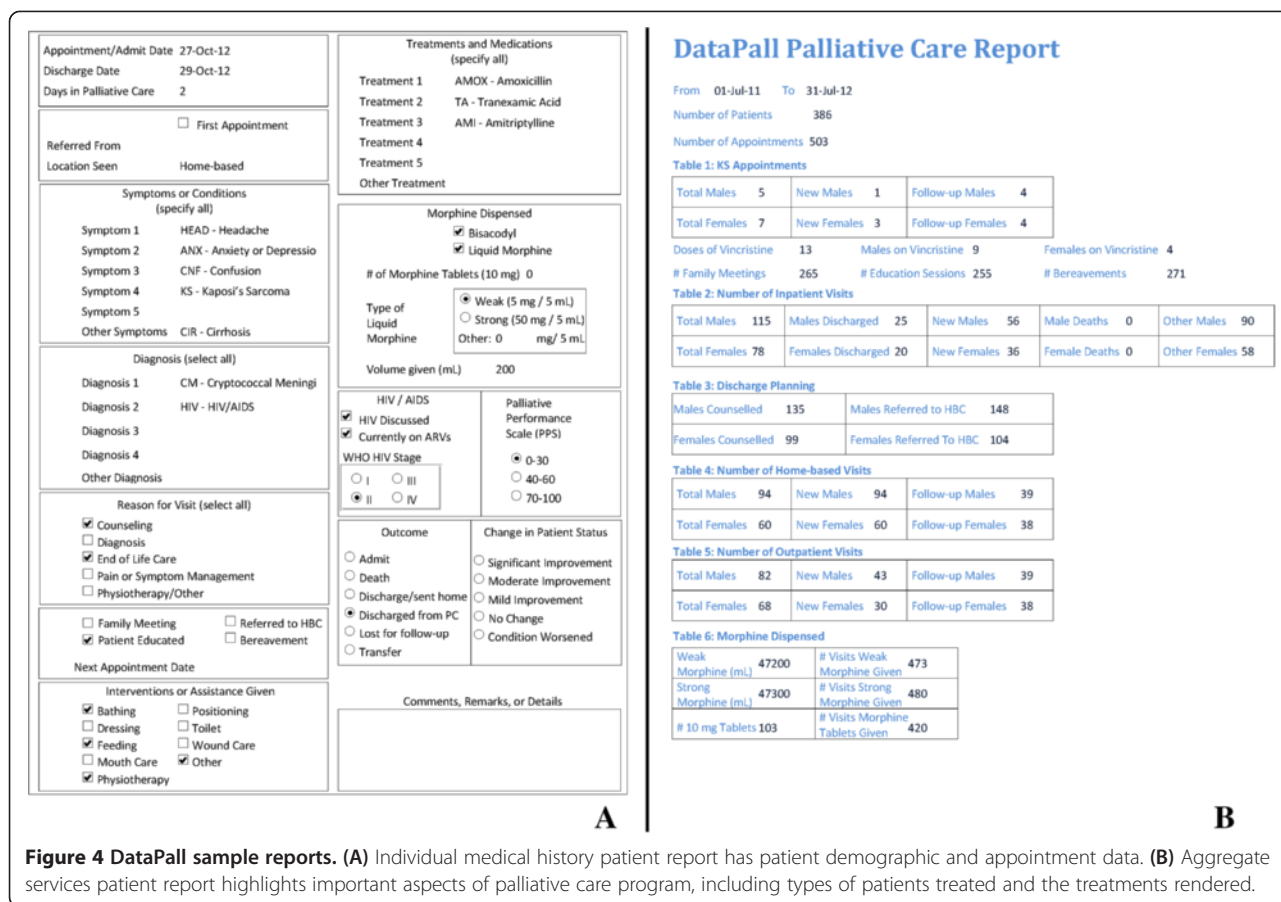 Appointment/Admit Date 27-Oct-12
Discharge Date 29-Oct-12
Days in Palliative Care 2
First Appointment
Referred From
Location Seen Home-based
Symptoms or Conditions
(specify all)
Symptom 1 HEAD - Headache
Symptom 2 ANX - Anxiety or Depressio
Symptom 3 CNF - Confusion
Symptom 4 KS - Kaposi's Sarcoma
Symptom 5
Other Symptoms CIR - Cirrhosis
Diagnosis (select all)
Diagnosis 1 CM - Cryptococcal Meningi
Diagnosis 2 HIV - HIV/AIDS
Diagnosis 3
Diagnosis 4
Other Diagnosis
Reason for Visit (select all)
Counseling
Diagnosis
End of Life Care
Pain or Symptom Management
Physiotherapy/Other
Family Meeting Referred to HBC
Patient Educated Bereavement
Next Appointment Date
Interventions or Assistance Given
Bathing Positioning
Dressing Toilet
Feeding Wound Care
Mouth Care Other
Physiotherapy
Treatments and Medications
(specify all)
Treatment 1 AMOX - Amoxicillin
Treatment 2 TA - Tranexamic Acid
Treatment 3 AMI - Amitriptylline
Treatment 4
Treatment 5
Other Treatment
Morphine Dispensed
Bisacodyl
Liquid Morphine
# of Morphine Tablets (10 mg) 0
Type of
Liquid
Morphine
Weak (5 mg / 5 mL)
Strong (50 mg / 5 mL)
Other: 0 mg/ 5 mL
Volume given (mL) 200
HIV / AIDS
HIV Discussed
Currently on ARVs
WHO HIV Stage
I III
II IV
Palliative
Performance
Scale (PPS)
0-30
40-60
70-100
Outcome
Admit
Death
Discharge/sent home
Discharged from PC
Lost for follow-up
Transfer
Change in Patient Status
Significant Improvement
Moderate Improvement
Mild Improvement
No Change
Condition Worsened
Comments, Remarks, or Details
A
DataPall Palliative Care Report
From 01-Jul-11 To 31-Jul-12
Number of Patients 386
Number of Appointments 503
Table 1: KS Appointments
Total Males 5 New Males 1 Follow-up Males 4
Total Females 7 New Females 3 Follow-up Females 4
Doses of Vincristine 13 Males on Vincristine 9 Females on Vincristine 4
# Family Meetings 265 # Education Sessions 255 # Bereavements 271
Table 2: Number of Inpatient Visits
Total Males 115 Males Discharged 25 New Males 56 Male Deaths 0 Other Males 90
Total Females 78 Females Discharged 20 New Females 36 Female Deaths 0 Other Females 58
Table 3: Discharge Planning
Males Counselled 135 Males Referred to HBC 148
Females Counselled 99 Females Referred To HBC 104
Table 4: Number of Home-based Visits
Total Males 94 New Males 94 Follow-up Males 39
Total Females 60 New Females 60 Follow-up Females 38
Table 5: Number of Outpatient Visits
Total Males 82 New Males 43 Follow-up Males 39
Total Females 68 New Females 30 Follow-up Females 38
Table 6: Morphine Dispensed
Weak
Morphine (mL) 47200 # Visits Weak
Morphine Given 473
Strong
Morphine (mL) 47300 # Visits Strong
Morphine Given 480
# 10 mg Tablets 103 # Visits Morphine
Tablets Given 420
B
Figure 4 DataPall sample reports. (A) Individual medical history patient report has patient demographic and appointment data. (B) Aggregate
services patient report highlights important aspects of palliative care program, including types of patients treated and the treatments rendered.